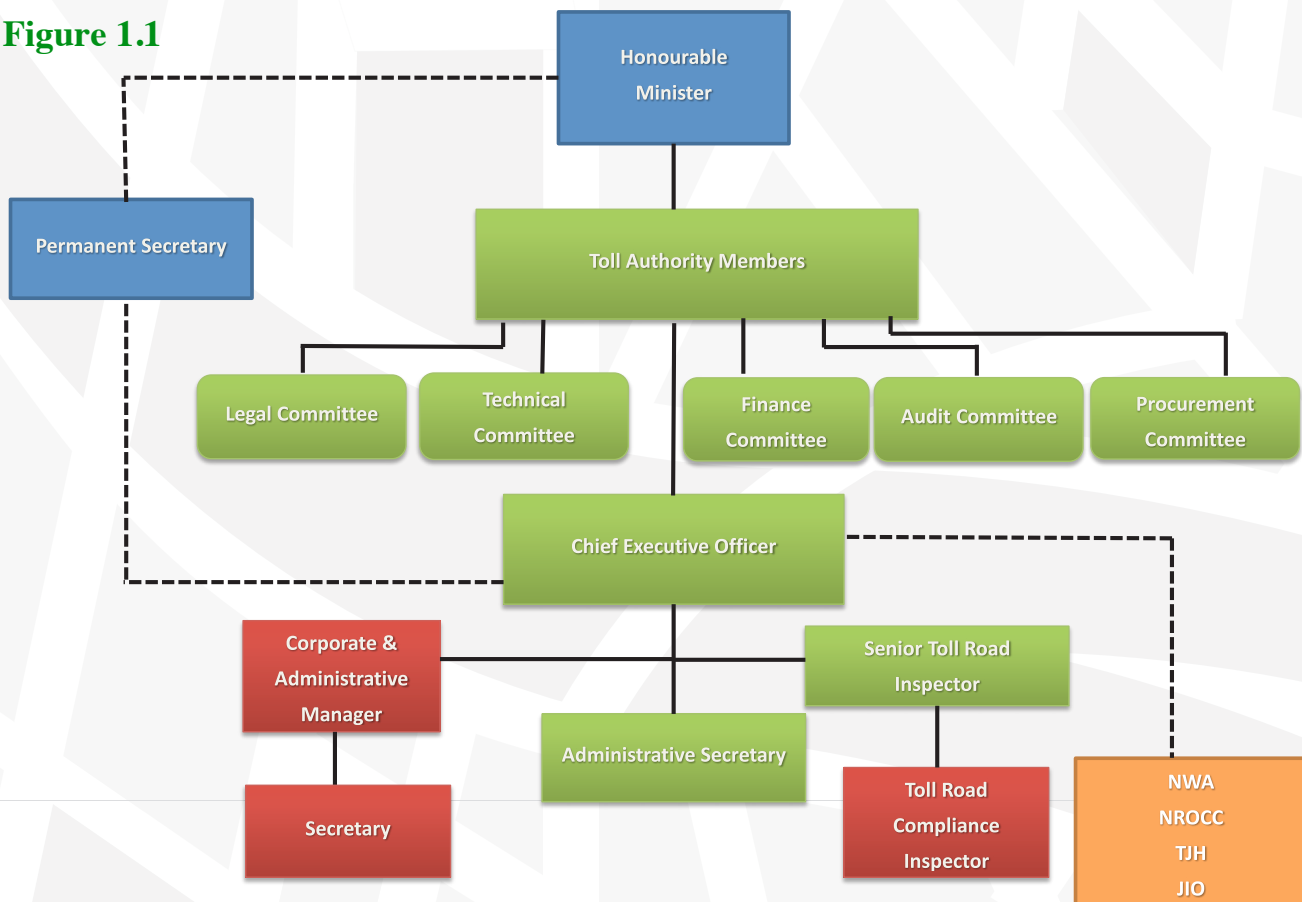 Figure 1.1
Honourable
Minister
Permanent Secretary
Toll Authority Members
Legal Committee
Technical
Committee
Finance
Committee
Audit Committee
Procurement
Committee
Chief Executive Officer
Corporate &
Administrative
Manager
Senior Toll Road
Inspector
Administrative Secretary
Secretary
Toll Road
Compliance
Inspector
NWA
NROCC
TJH
JIO